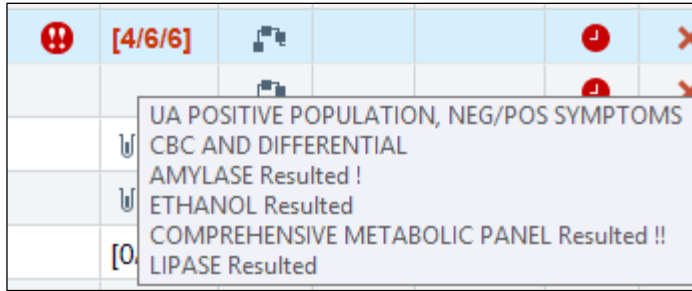 !! [4/6/6]
UA POSITIVE POPULATION, NEG/POS SYMPTOMS
CBC AND DIFFERENTIAL
AMYLASE Resulted !
ETHANOL Resulted
COMPREHENSIVE METABOLIC PANEL Resulted !!
[0/
LIPASE Resulted